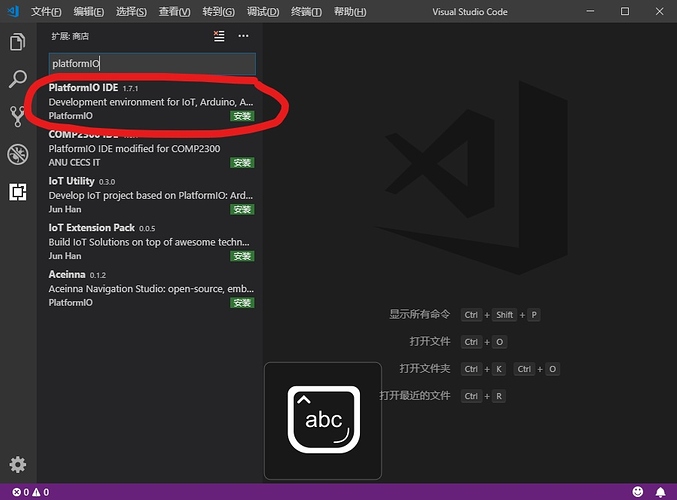 文件(F) 编辑(E) 选择(S) 查看(V) 转到(G) 调试(D) 终端(T) 帮助(H) Visual Studio Code
扩展: 商店
platformIO
PlatformIO IDE 1.7.1
Development environment for IoT, Arduino, A...
PlatformIO 安装
COMP2300 IDE
PlatformIO IDE modified for COMP2300
ANU CECS IT 安装
IoT Utility 0.3.0
Develop IoT project based on PlatformIO: Ard...
Jun Han 安装
IoT Extension Pack 0.0.5
Build IoT Solutions on top of awesome techn...
Jun Han 安装
Aceinna 0.1.2
Aceinna Navigation Studio: open-source, emb...
PlatformIO 安装
显示所有命令 Ctrl + Shift + P
打开文件 Ctrl + O
打开文件夹 Ctrl + K Ctrl + O
打开最近的文件 Ctrl + R
abc
0 0